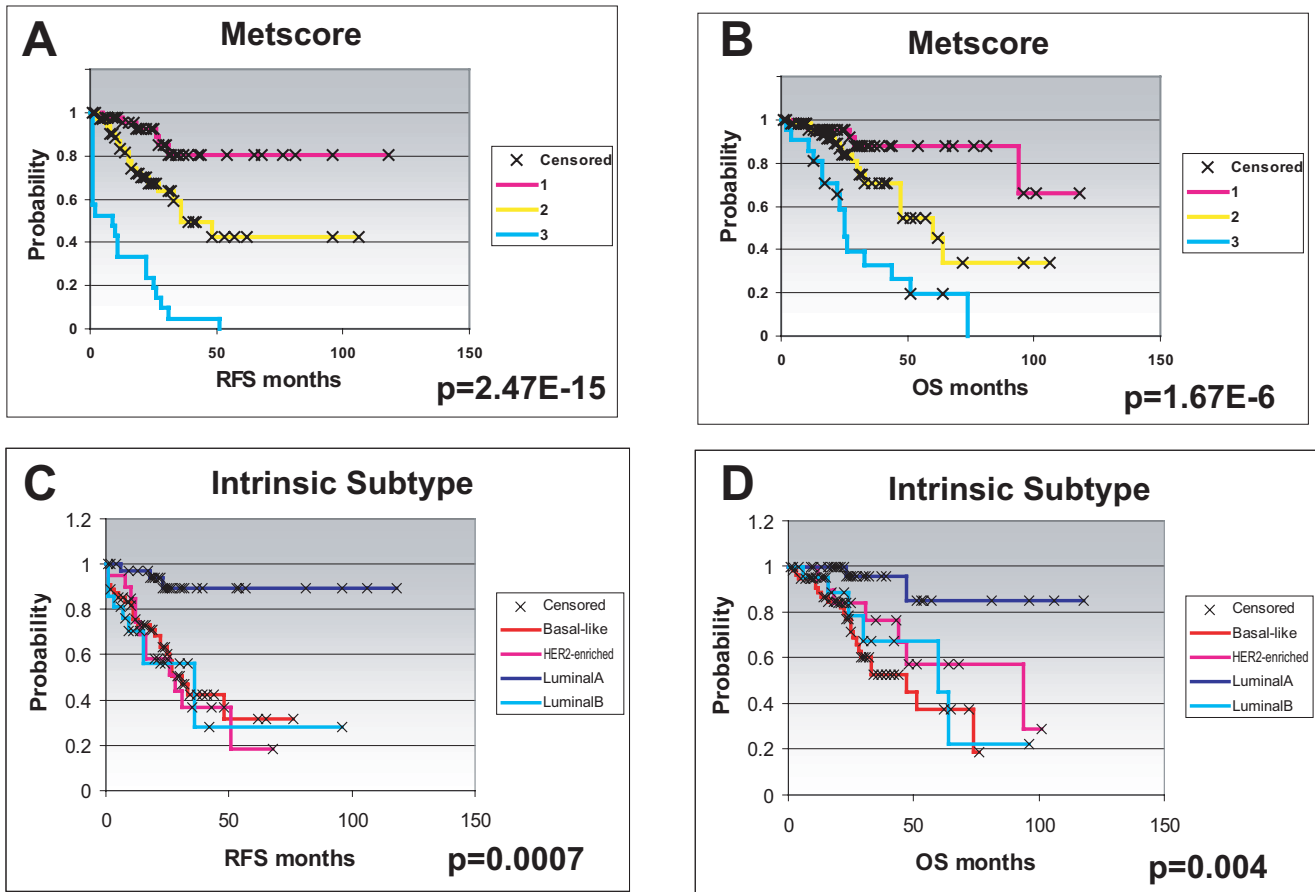 A
Metscore
Probability
1
0.8
0.6
0.4
0.2
0
0
50
100
150
RFS months
Censored
1
2
3
p=2.47E-15
B
Metscore
Probability
1
0.8
0.6
0.4
0.2
0
0
50
100
150
OS months
Censored
1
2
3
p=1.67E-6
C
Intrinsic Subtype
Probability
1.2
1
0.8
0.6
0.4
0.2
0
0
50
100
150
RFS months
Censored
Basal-like
HER2-enriched
LuminalA
LuminalB
p=0.0007
D
Intrinsic Subtype
Probability
1.2
1
0.8
0.6
0.4
0.2
0
0
50
100
150
OS months
Censored
Basal-like
HER2-enriched
LuminalA
LuminalB
p=0.004